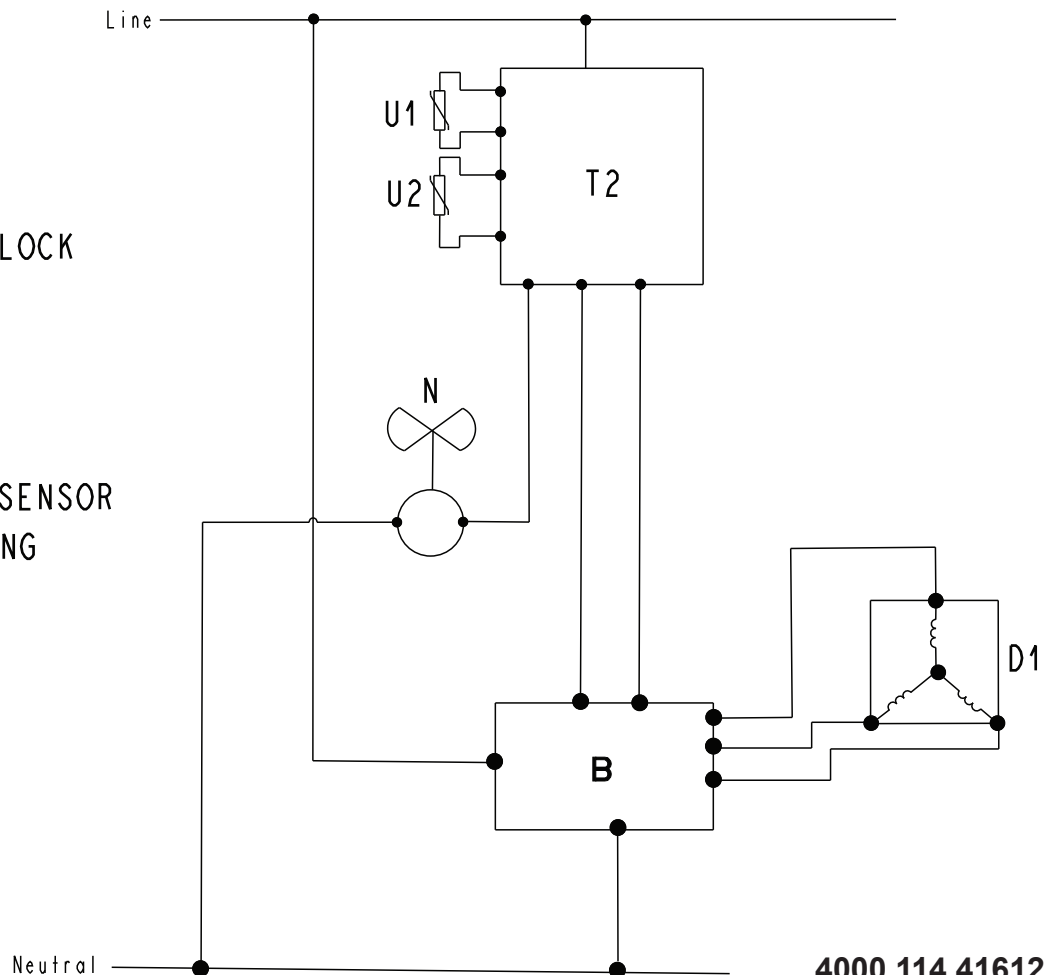 Line
U1
U2
T2
LOCK
N
SENSOR
NG
D1
B
Neutral
4000 114 41612